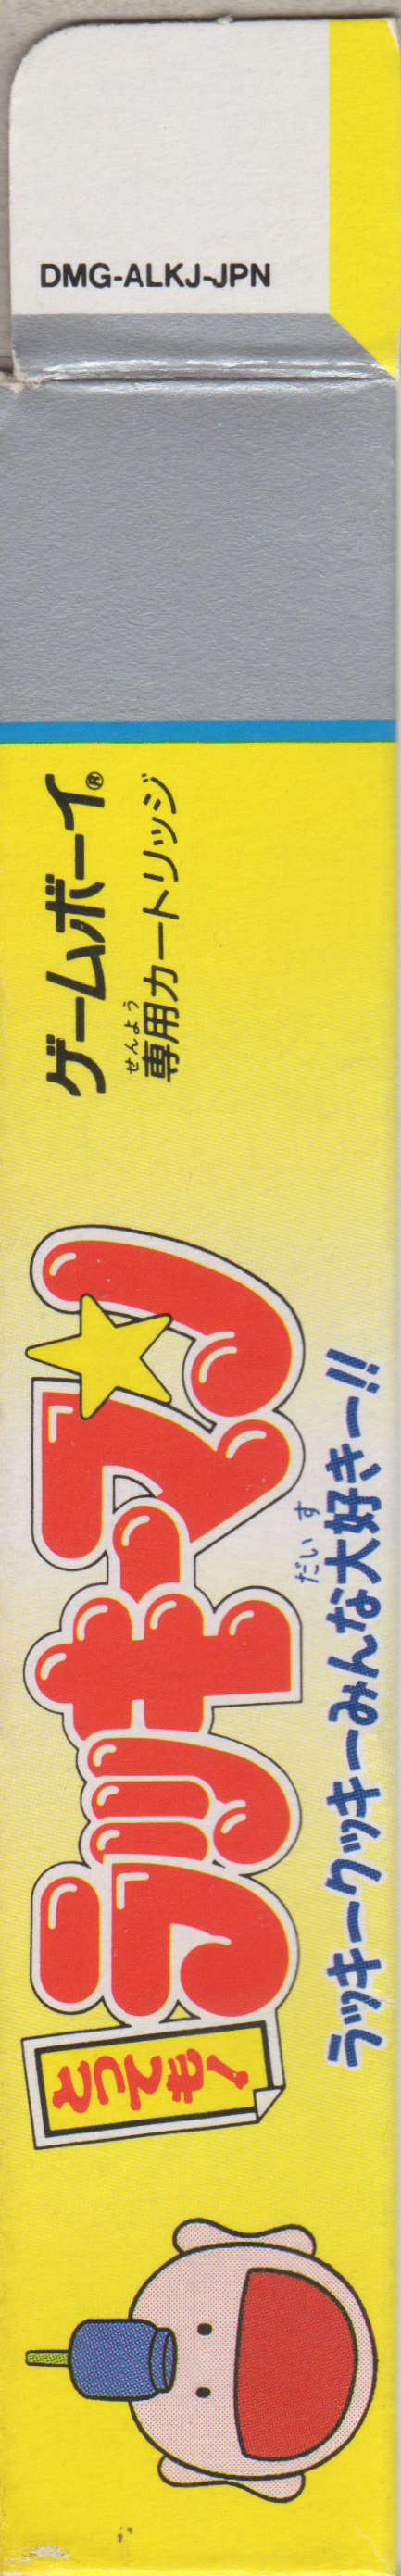 DMG-ALKJ-JPN
ゲームボーイ®
せんよう
専用カートリッジ
とっても!
ラッキーマン
だいす
ラッキークッキーみんな大好きー!!